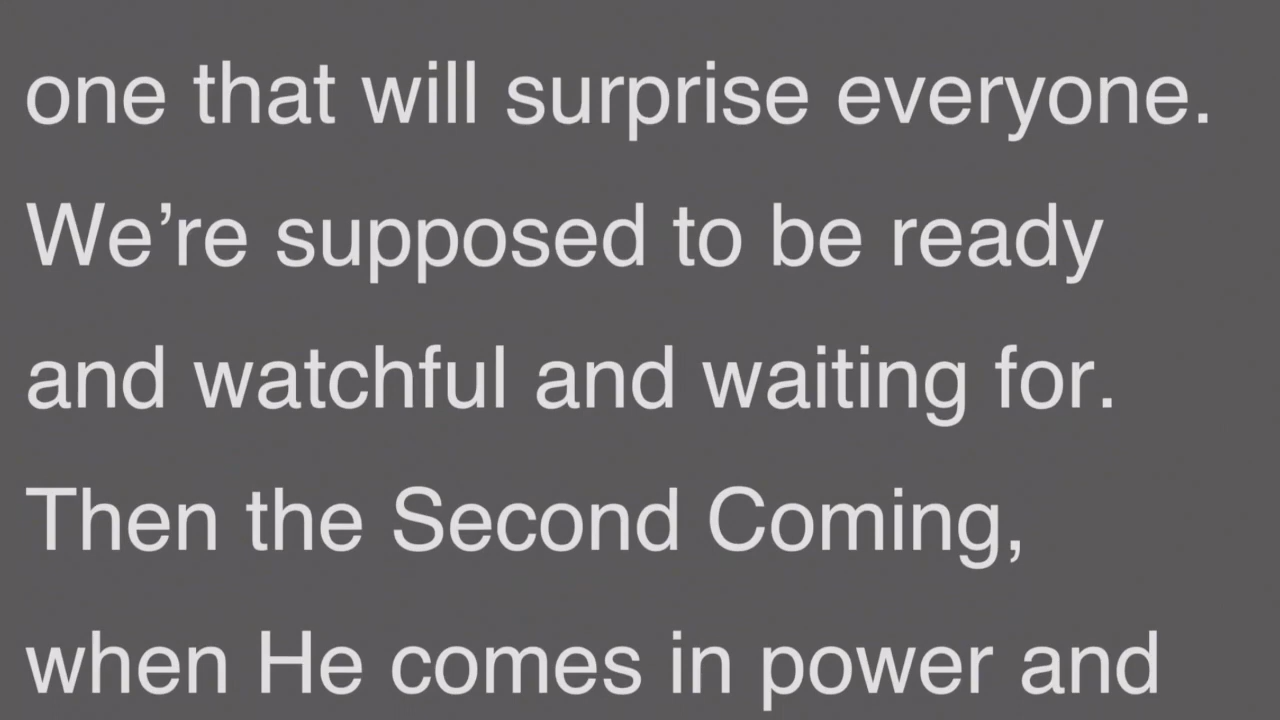 one that will surprise everyone.
We’re supposed to be ready
and watchful and waiting for.
Then the Second Coming,
when He comes in power and